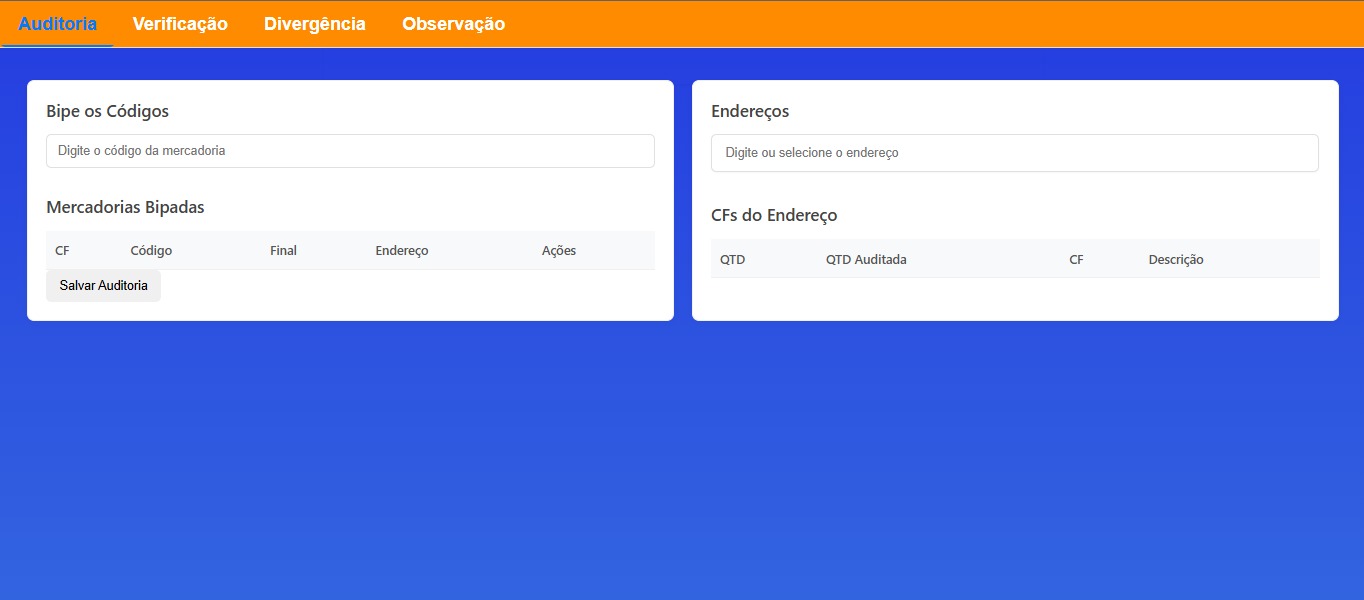 Auditoria Verificação Divergência Observação
Bipe os Códigos
Digite o código da mercadoria
Mercadorias Bipadas
CF Código Final Endereço Ações
Salvar Auditoria
Endereços
Digite ou selecione o endereço
CFs do Endereço
QTD QTD Auditada CF Descrição